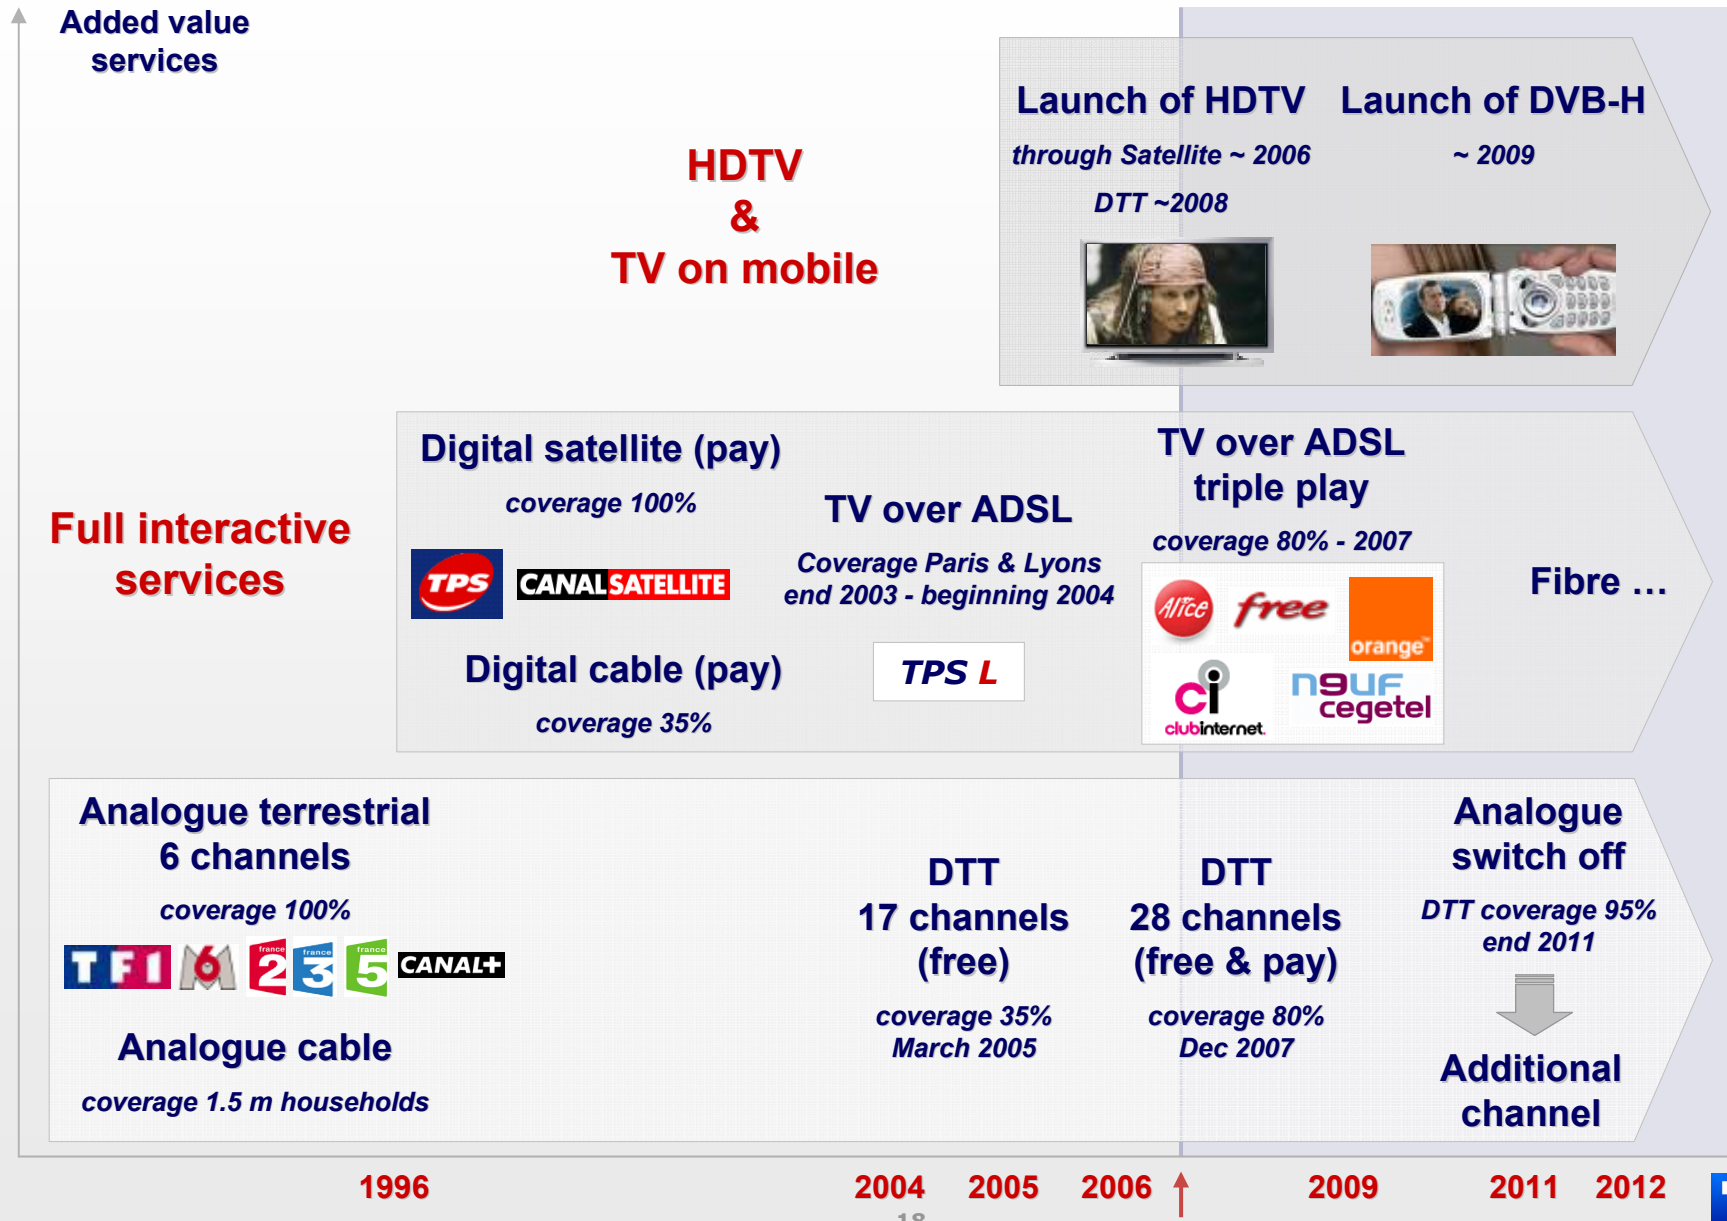 Added value
services
HDTV
&
TV on mobile
Launch of HDTV
through Satellite ~ 2006
DTT ~2008
Launch of DVB-H
~ 2009
Full interactive
services
Digital satellite (pay)
coverage 100%
TPS
CANALSATELLITE
Digital cable (pay)
coverage 35%
TV over ADSL
Coverage Paris & Lyons
end 2003 - beginning 2004
TPS L
TV over ADSL
triple play
coverage 80% - 2007
Alice
free
orange™
ci
clubinternet.
neuf
cegetel
Fibre ...
Analogue terrestrial
6 channels
coverage 100%
TF1
M6
france
2
france
3
france
5
CANAL+
Analogue cable
coverage 1.5 m households
DTT
17 channels
(free)
coverage 35%
March 2005
DTT
28 channels
(free & pay)
coverage 80%
Dec 2007
Analogue
switch off
DTT coverage 95%
end 2011
Additional
channel
1996
2004
2005
2006
2009
2011
2012
18